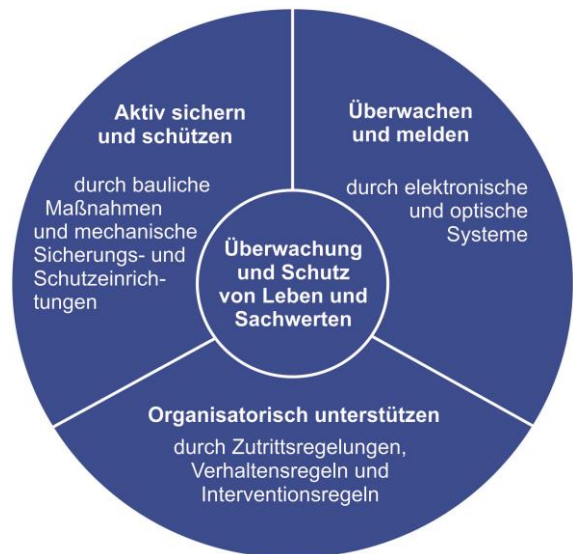 Aktiv sichern
und schützen
durch bauliche
Maßnahmen
und mechanische
Sicherungs- und
Schutzeinrich-
tungen
Überwachen
und melden
durch elektronische
und optische
Systeme
Überwachung
und Schutz
von Leben und
Sachwerten
Organisatorisch unterstützen
durch Zutrittsregelungen,
Verhaltensregeln und
Interventionsregeln